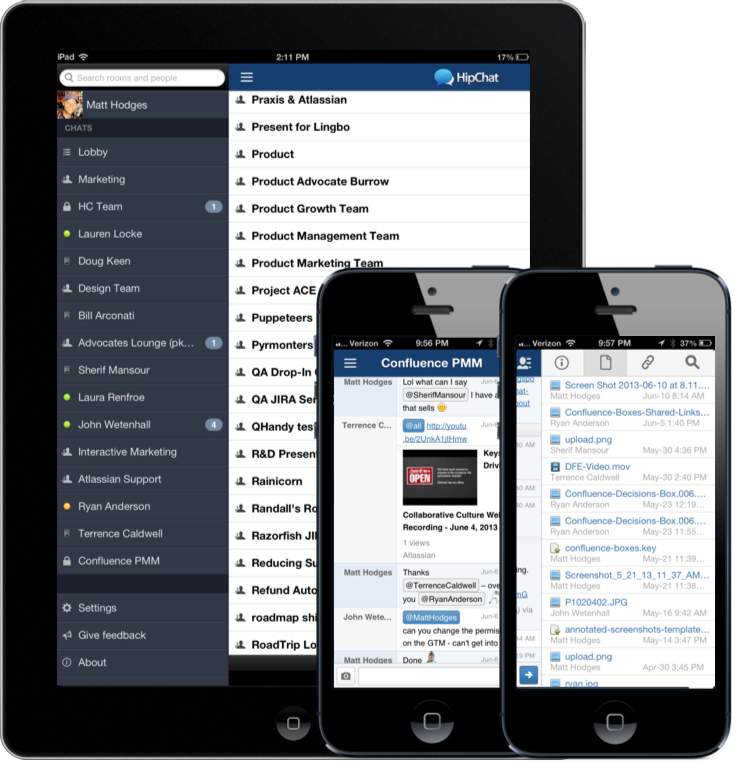 iPad
2:11 PM
17%
Search rooms and people
HipChat
Matt Hodges
CHATS
Lobby
Marketing
HC Team 1
Lauren Locke
Doug Keen
Design Team
Bill Arconati
Advocates Lounge (pk... 1
Sherif Mansour
Laura Renfroe
John Wetenhall 4
Interactive Marketing
Atlassian Support
Ryan Anderson
Terrence Caldwell
Confluence PMM
Settings
Give feedback
About
Praxis & Atlassian
Present for Lingbo
Product
Product Advocate Burrow
Product Growth Team
Product Management Team
Product Marketing Team
Project ACE
Puppeteers
Pyrmonters
QA Drop-In
QA JIRA Ser
QHandy tes
R&D Presen
Rainicorn
Randall's Ro
Razorfish JI
Reducing Su
Refund Auto
roadmap shi
RoadTrip Lo
Verizon
9:56 PM
Confluence PMM
Matt Hodges
Lol what can I say Jun-
@SherifMansour I have a
that sells
Terrence C...
@all http://youtu Jun-6
.be/2UnkA1jtHmw
OPEN
Key
Driv
Collaborative Culture We
Recording - June 4, 2013
1 views
Atlassian
Matt Hodges
Thanks Jun-6
@TerrenceCaldwell – ove
you @RyanAnderson
John Wete...
@MattHodges Jun-6
can you change the permis
on the GTM - can't get into
Matt Hodges
Done Jun-6
Verizon
9:57 PM
37%
Screen Shot 2013-06-10 at 8.11....
Matt Hodges Jun-10 8:14 AM
Confluence-Boxes-Shared-Links...
Ryan Anderson Jun-5 1:40 PM
upload.png
Sherif Mansour May-30 4:36 PM
DFE-Video.mov
Terrence Caldwell May-30 2:40 PM
Confluence-Decisions-Box.006....
Ryan Anderson May-23 12:19...
Confluence-Decisions-Box.006....
Ryan Anderson May-23 11:55...
confluence-boxes.key
Matt Hodges May-21 11:39...
Screenshot_5_21_13_11_37_AM...
Matt Hodges May-21 11:38...
P1020402.JPG
John Wetenhall May-16 9:42 AM
annotated-screenshots-template...
Matt Hodges May-14 3:47 PM
upload.png
Matt Hodges Apr-30 3:45 PM
ryan.jpg